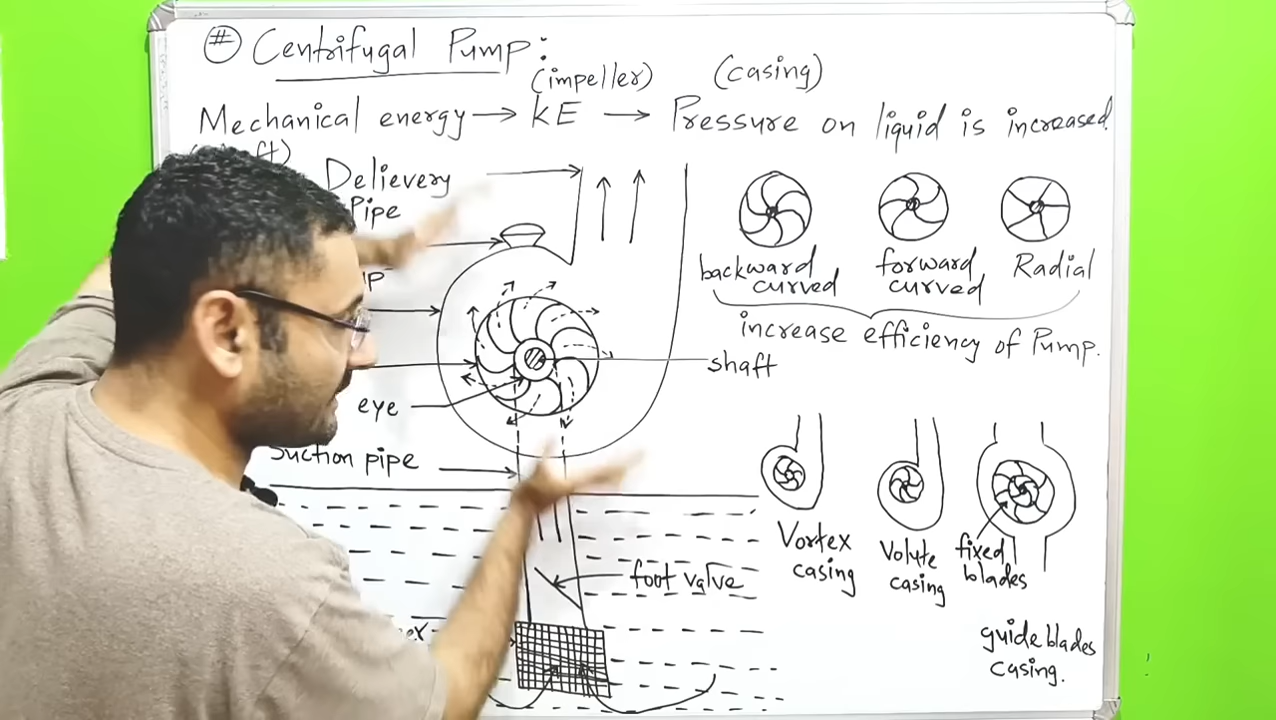 # Centrifugal Pump:
(impeller) (casing)
Mechanical energy → KE → Pressure on liquid is increased.
Delievery
Pipe
backward
curved
forward
curved
Radial
increase efficiency of Pump.
shaft
eye
Suction pipe
foot valve
Vortex
casing
Volute
casing
fixed
blades
guide blades
casing.